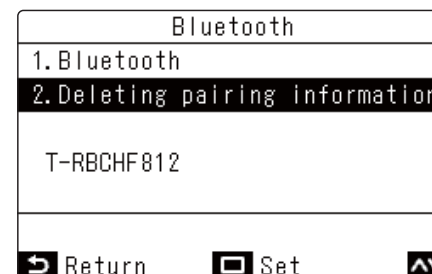 Bluetooth
1.Bluetooth
2.Deleting pairing information
T-RBCHF812
Return Set